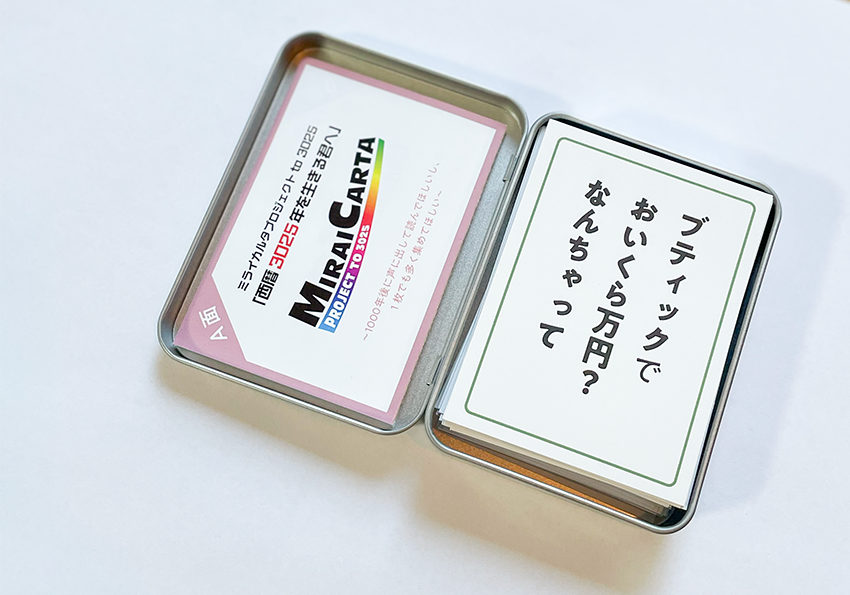 ミライカルタプロジェクト to 3025
「西暦3025年を生きる君へ」
MIRAI CARTA
PROJECT TO 3025
~1000年後に声に出して読んでほしいし、
1枚でも多く集めてほしい~
A面
ブティックで
おいくら万円?
なんちゃって